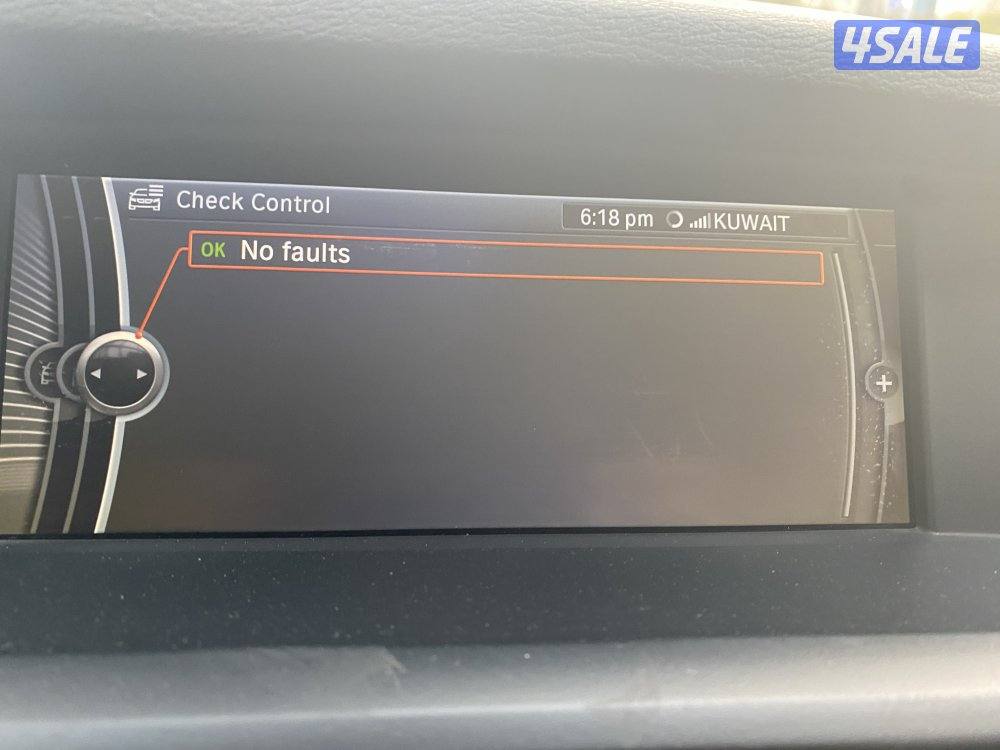 4SALE
Check Control
6:18 pm KUWAIT
OK No faults